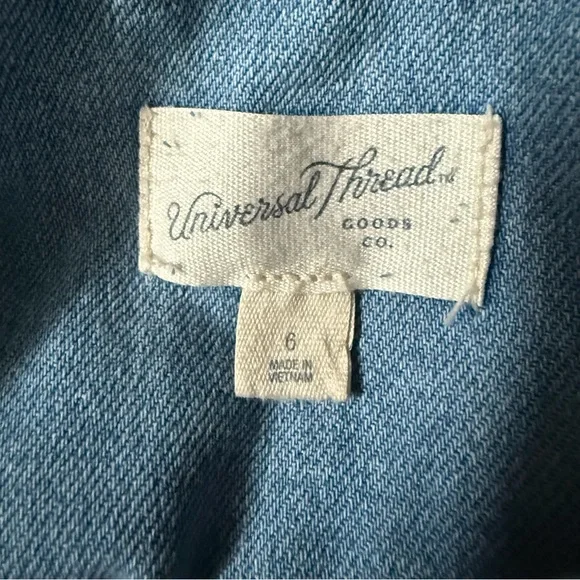 Universal Thread TM
GOODS
CO.
6
MADE IN
VIETNAM